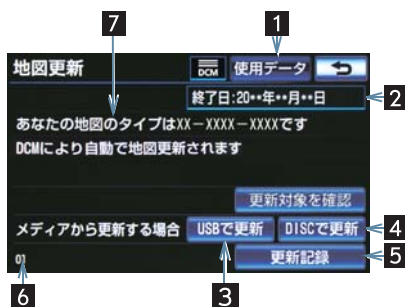 7
1
地図更新 DCM 使用データ
終了日:20••年••月••日
2
あなたの地図のタイプはXX－XXXX－XXXXです
DCMにより自動で地図更新されます
更新対象を確認
メディアから更新する場合 USBで更新 DISCで更新
4
01 更新記録
5
6
3